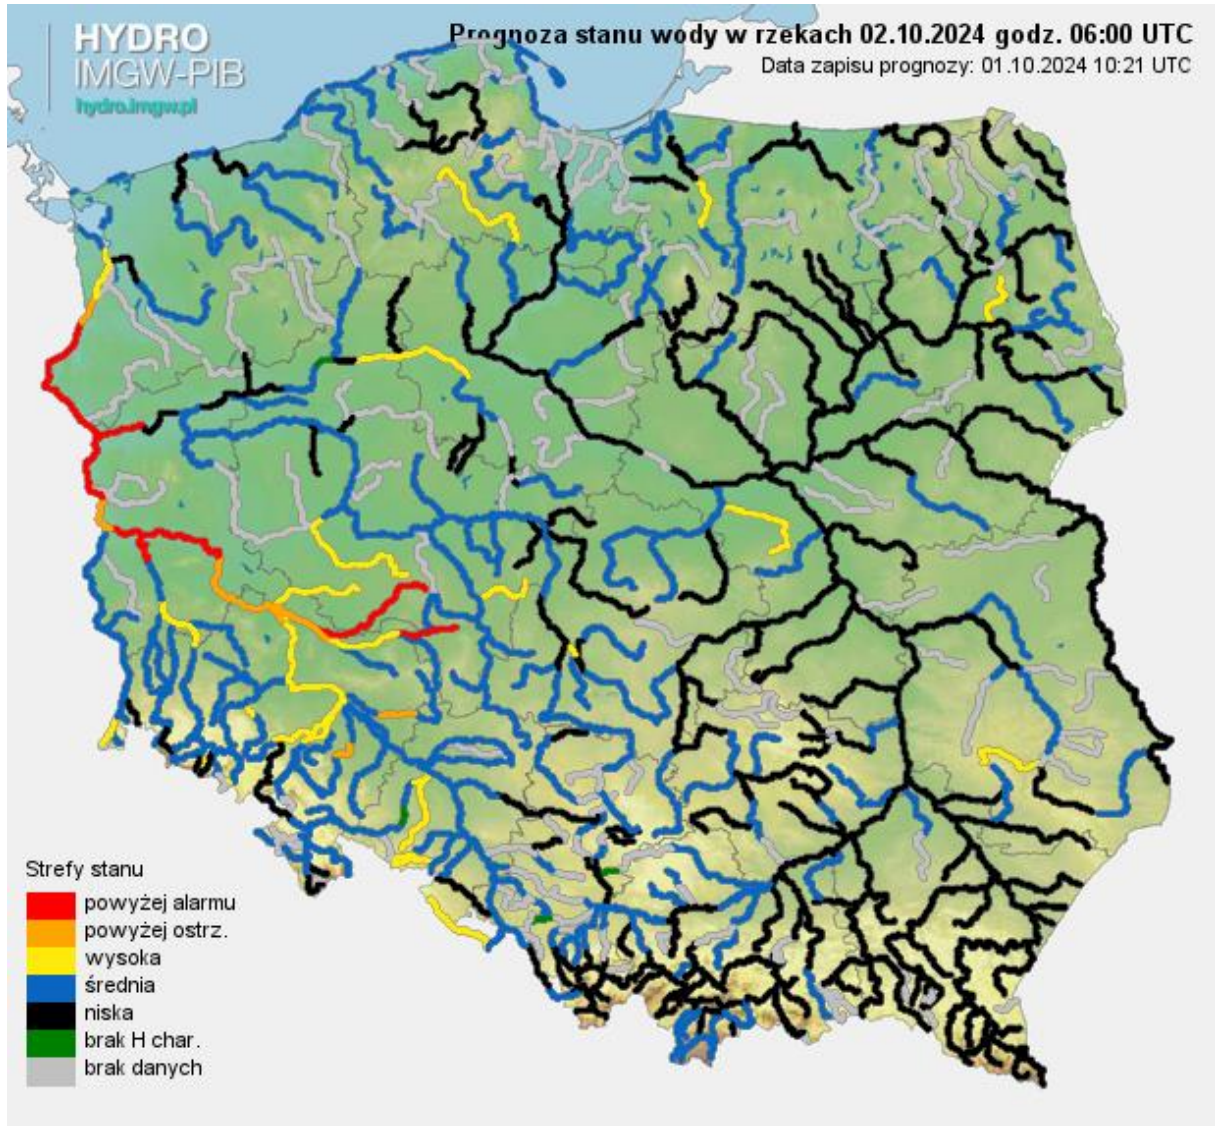 HYDRO
IMGW-PIB
hydro.imgw.pl
Prognoza stanu wody w rzekach 02.10.2024 godz. 06:00 UTC
Data zapisu prognozy: 01.10.2024 10:21 UTC
Strefy stanu
powyżej alarmu
powyżej ostrz.
wysoka
średnia
niska
brak H char.
brak danych